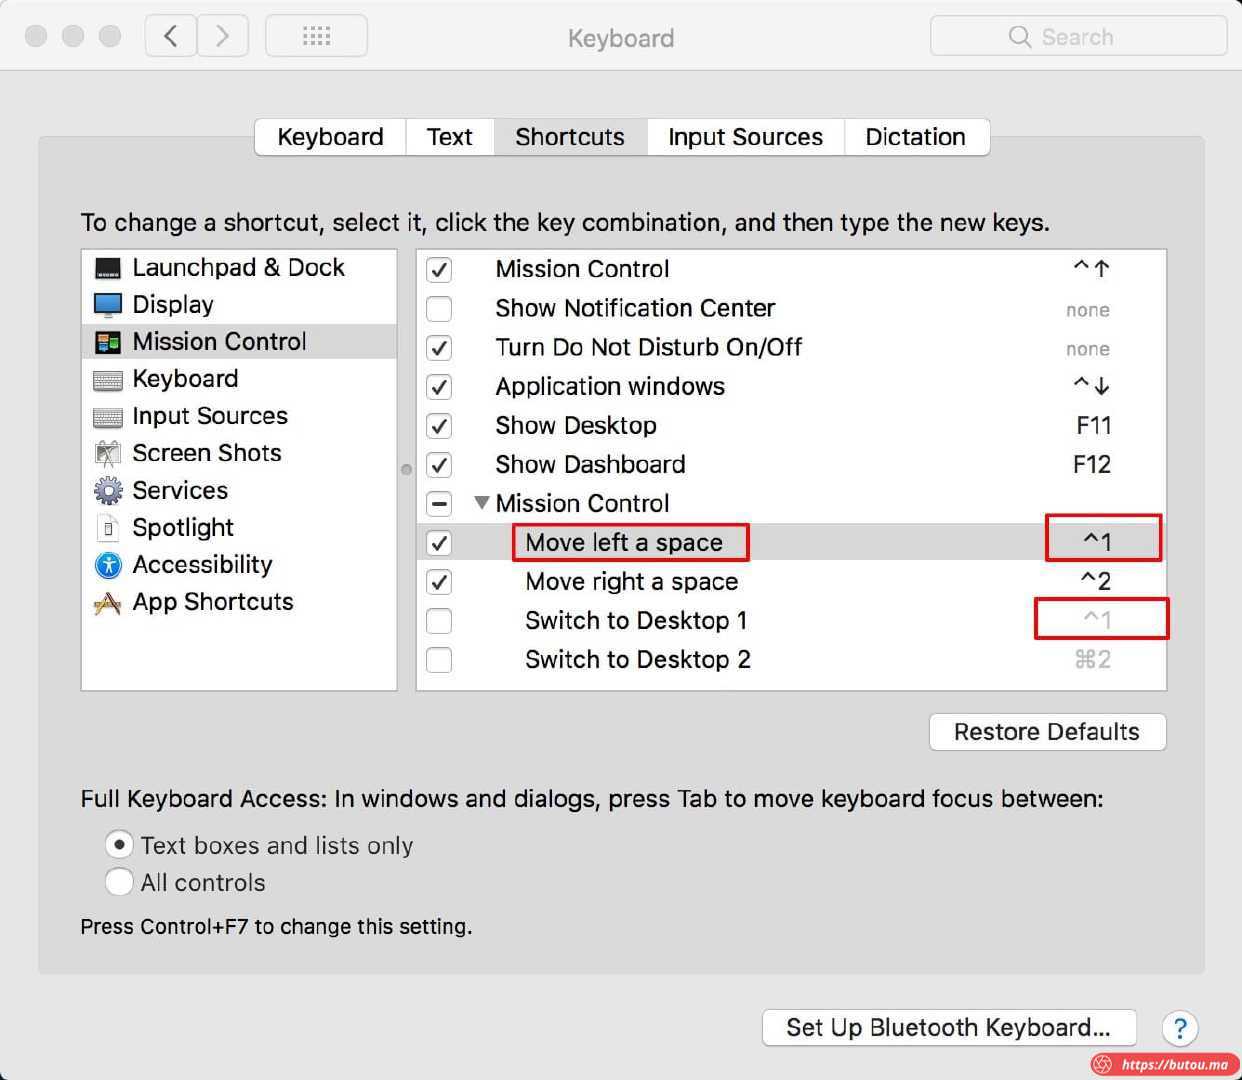 Keyboard
Search
Keyboard Text Shortcuts Input Sources Dictation
To change a shortcut, select it, click the key combination, and then type the new keys.
Launchpad & Dock
Display
Mission Control
Keyboard
Input Sources
Screen Shots
Services
Spotlight
Accessibility
App Shortcuts
Mission Control ^↑
Show Notification Center none
Turn Do Not Disturb On/Off none
Application windows ^↓
Show Desktop F11
Show Dashboard F12
Mission Control
Move left a space ^1
Move right a space ^2
Switch to Desktop 1 ^1
Switch to Desktop 2 ⌘2
Restore Defaults
Full Keyboard Access: In windows and dialogs, press Tab to move keyboard focus between:
Text boxes and lists only
All controls
Press Control+F7 to change this setting.
Set Up Bluetooth Keyboard... ?
https://butou.ma